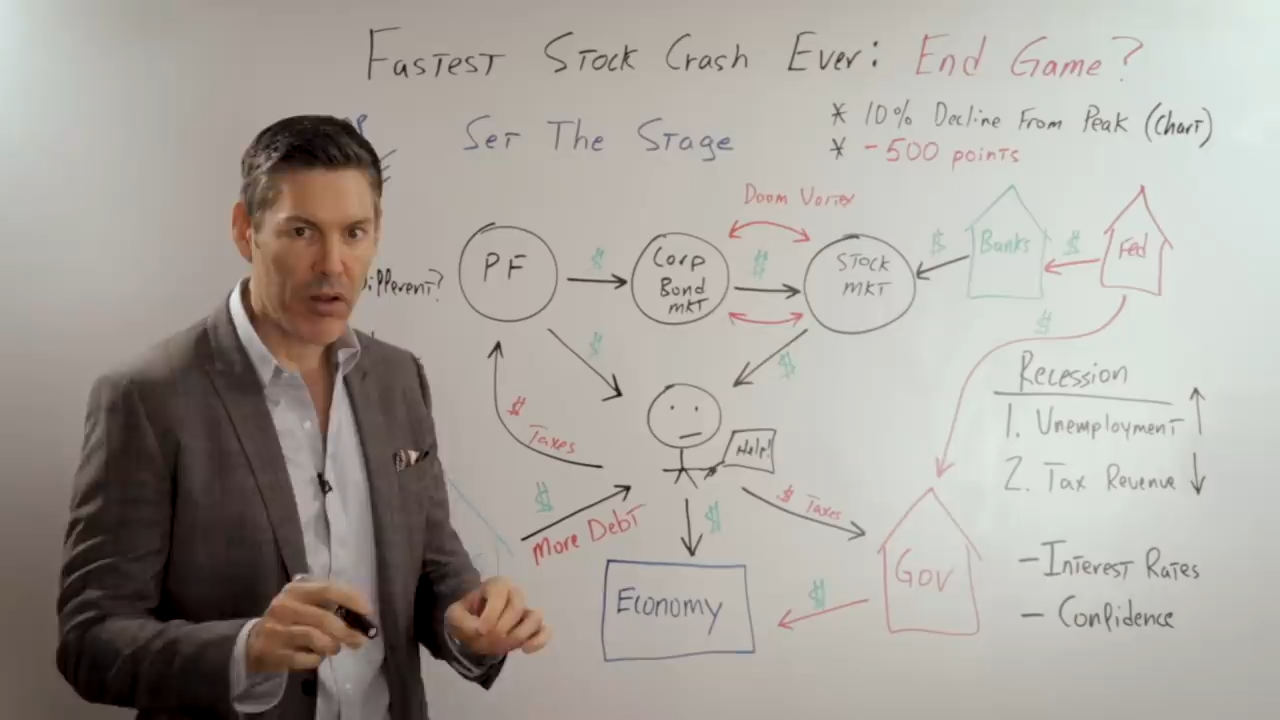 Fastest Stock Crash Ever: End Game?
Set The Stage
* 10% Decline From Peak (Chart)
* -500 points
Doom Vortex
PF
$
Corp
Bond
MKT
$
Stock
MKT
$
Banks
$
Fed
ifferent?
$
$
$
Recession
1. Unemployment ↑
2. Tax Revenue ↓
$ Taxes
Help!
$
More Debt
$
$ Taxes
Economy
$
Gov
- Interest Rates
- Confidence